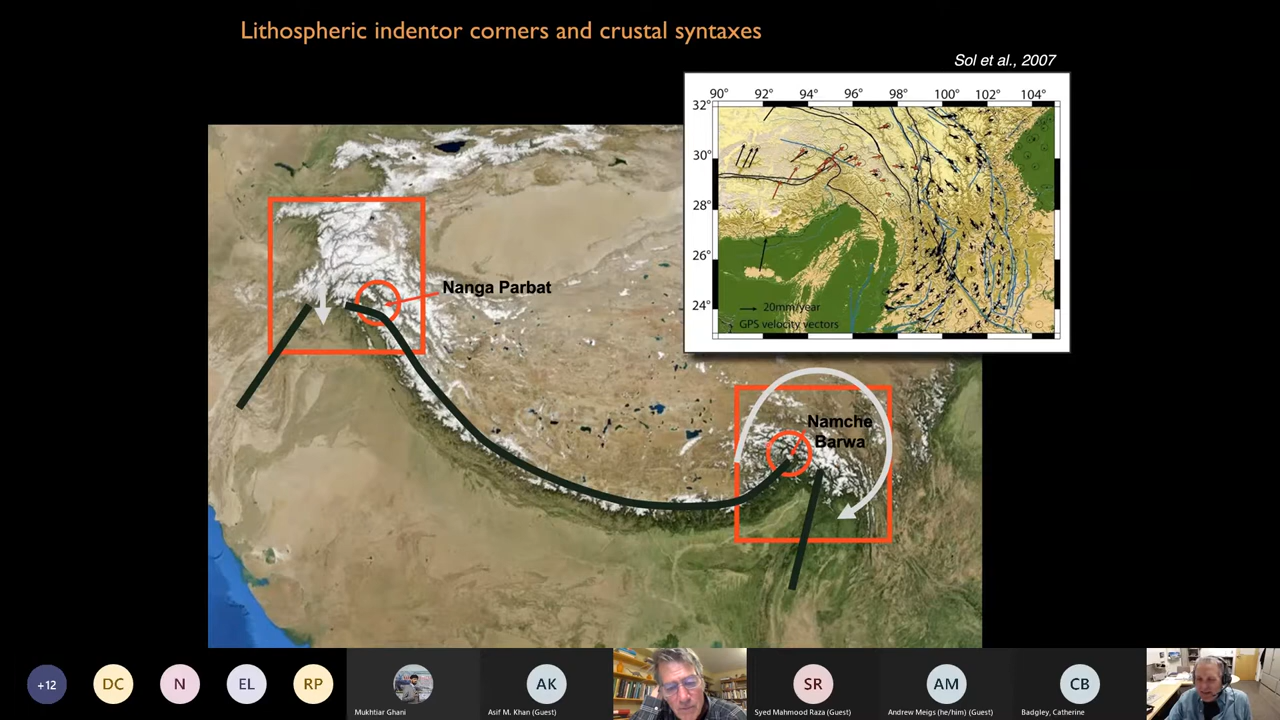 Lithospheric indentor corners and crustal syntaxes
Sol et al., 2007
90° 92° 94° 96° 98° 100° 102° 104°
32°
30°
28°
26°
24°
20mm/year
GPS velocity vectors
Nanga Parbat
Namche
Barwa
+12
DC
N
EL
RP
Mukhtiar Ghani
AK
Asif M. Khan (Guest)
SR
Syed Mahmood Raza (Guest)
AM
Andrew Meigs (he/him) (Guest)
CB
Badgley, Catherine